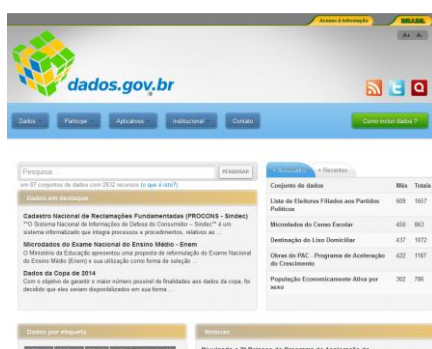 Acesso à Informação
BRASIL
A+ A-
dados.gov.br
Dados
Participe
Aplicativos
Institucional
Contato
Como incluir dados ?
Pesquisar ...
PESQUISAR
em 87 conjuntos de dados com 2832 recursos (o que é isto?)
Dados em destaque
Cadastro Nacional de Reclamações Fundamentadas (PROCONS - Sindec)
"O Sistema Nacional de Informações de Defesa do Consumidor – Sindec" é um
sistema informatizado que integra processos e procedimentos, relativos ao ...
Microdados do Exame Nacional do Ensino Médio - Enem
O Ministério da Educação apresentou uma proposta de reformulação do Exame Nacional
do Ensino Médio (Enem) e sua utilização como forma de seleção ...
Dados da Copa de 2014
Com o objetivo de garantir o maior número possível de finalidades aos dados da copa, foi
decidido que eles seriam disponibilizados em sua forma ...
+ Acessados
+ Recentes
Conjunto de dados Mês Totais
Lista de Eleitores Filiados aos Partidos
Políticos 609 1657
Microdados do Censo Escolar 450 863
Destinação do Lixo Domiciliar 437 1072
Obras do PAC - Programa de Aceleração
do Crescimento 422 1187
População Economicamente Ativa por
sexo 302 786
Dados por etiqueta
Notícias